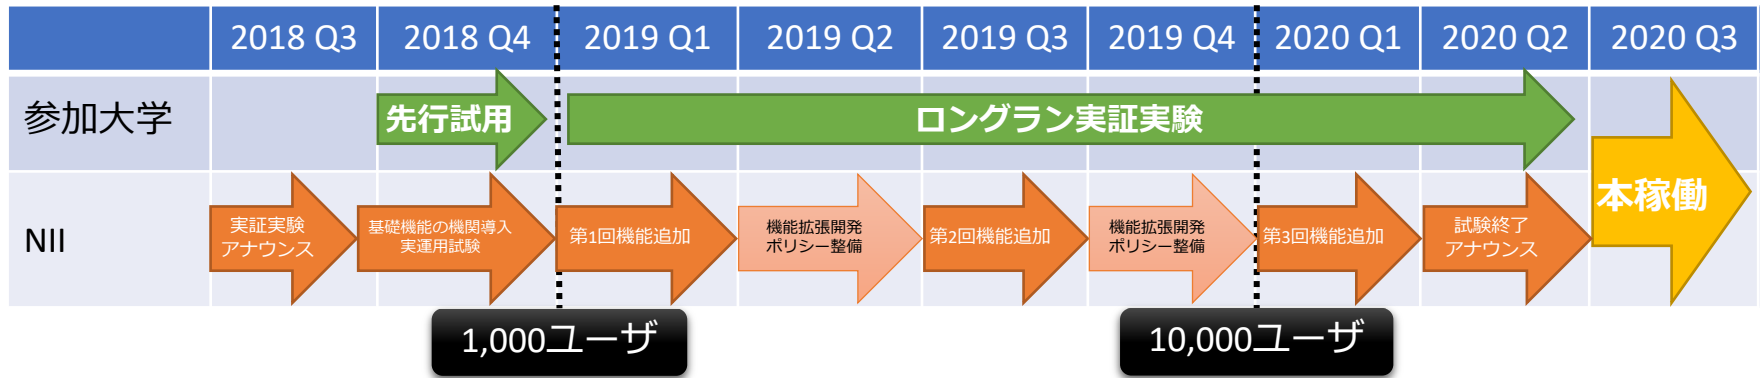 2018 Q3 2018 Q4 2019 Q1 2019 Q2 2019 Q3 2019 Q4 2020 Q1 2020 Q2 2020 Q3
参加大学
先行試用
ロングラン実証実験
本稼働
NII
実証実験
アナウンス
基礎機能の機関導入
実運用試験
第1回機能追加
機能拡張開発
ポリシー整備
第2回機能追加
機能拡張開発
ポリシー整備
第3回機能追加
試験終了
アナウンス
1,000ユーザ
10,000ユーザ